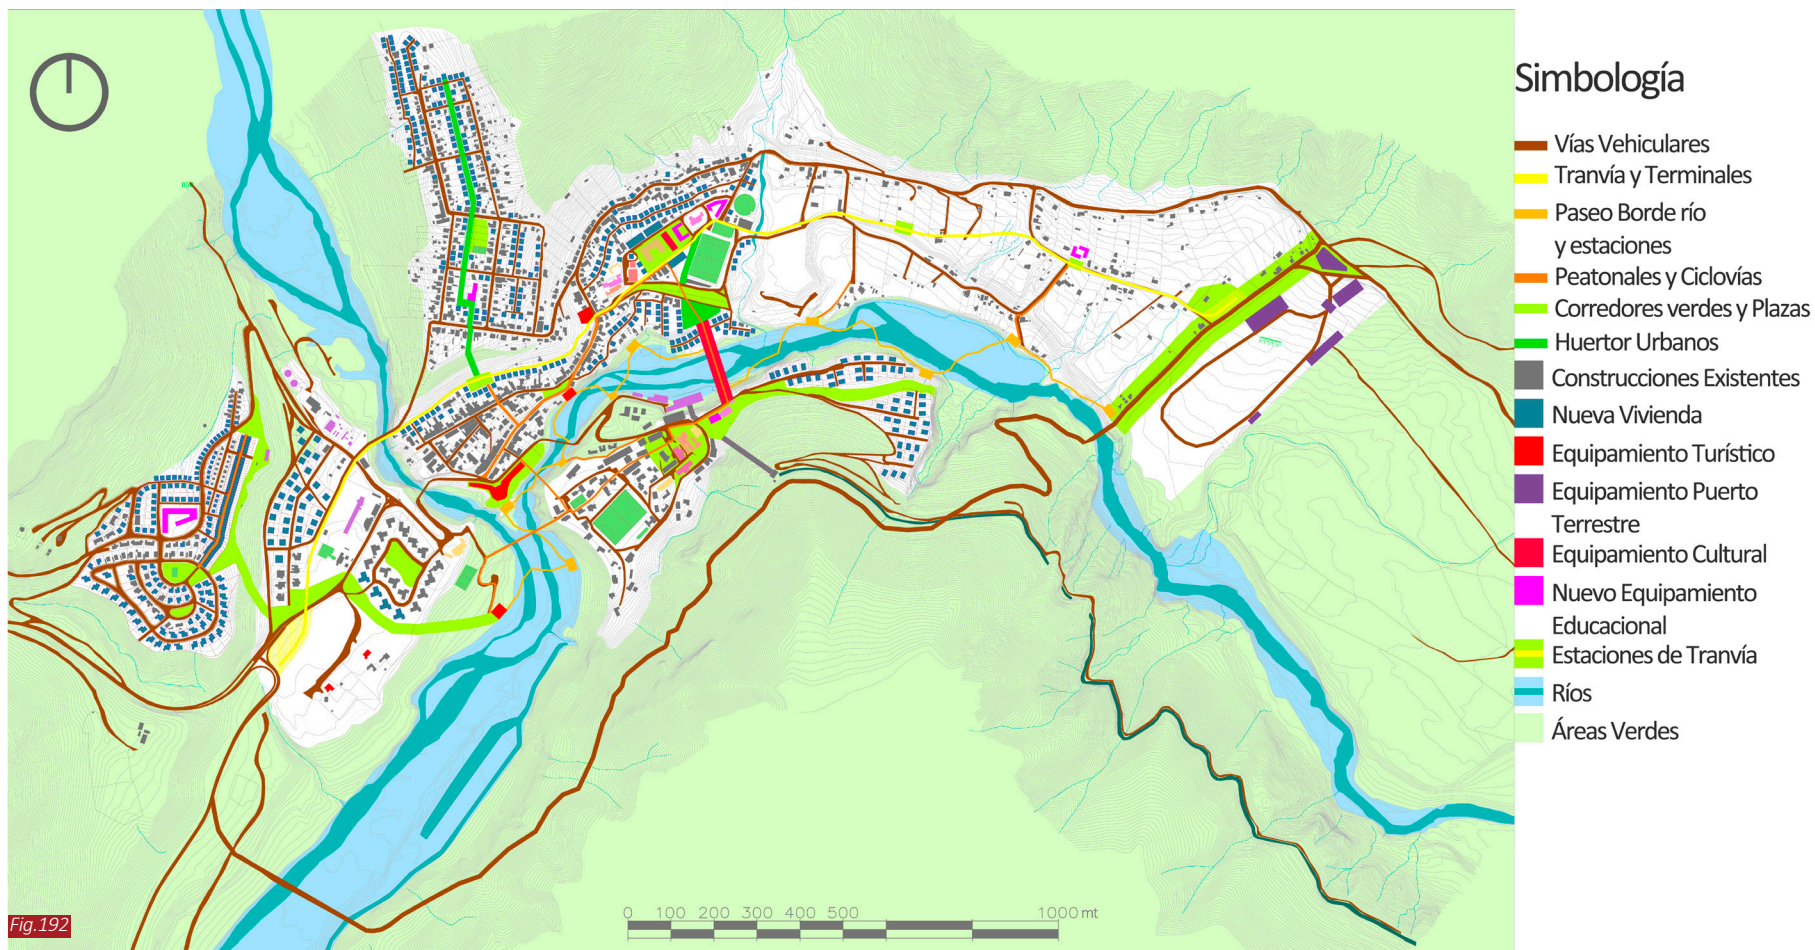 Simbología
Vías Vehiculares
Tranvía y Terminales
Paseo Borde río
y estaciones
Peatonales y Ciclovías
Corredores verdes y Plazas
Huertor Urbanos
Construcciones Existentes
Nueva Vivienda
Equipamiento Turístico
Equipamiento Puerto
Terrestre
Equipamiento Cultural
Nuevo Equipamiento
Educacional
Estaciones de Tranvía
Ríos
Áreas Verdes
0 100 200 300 400 500 1000 mt
Fig.192